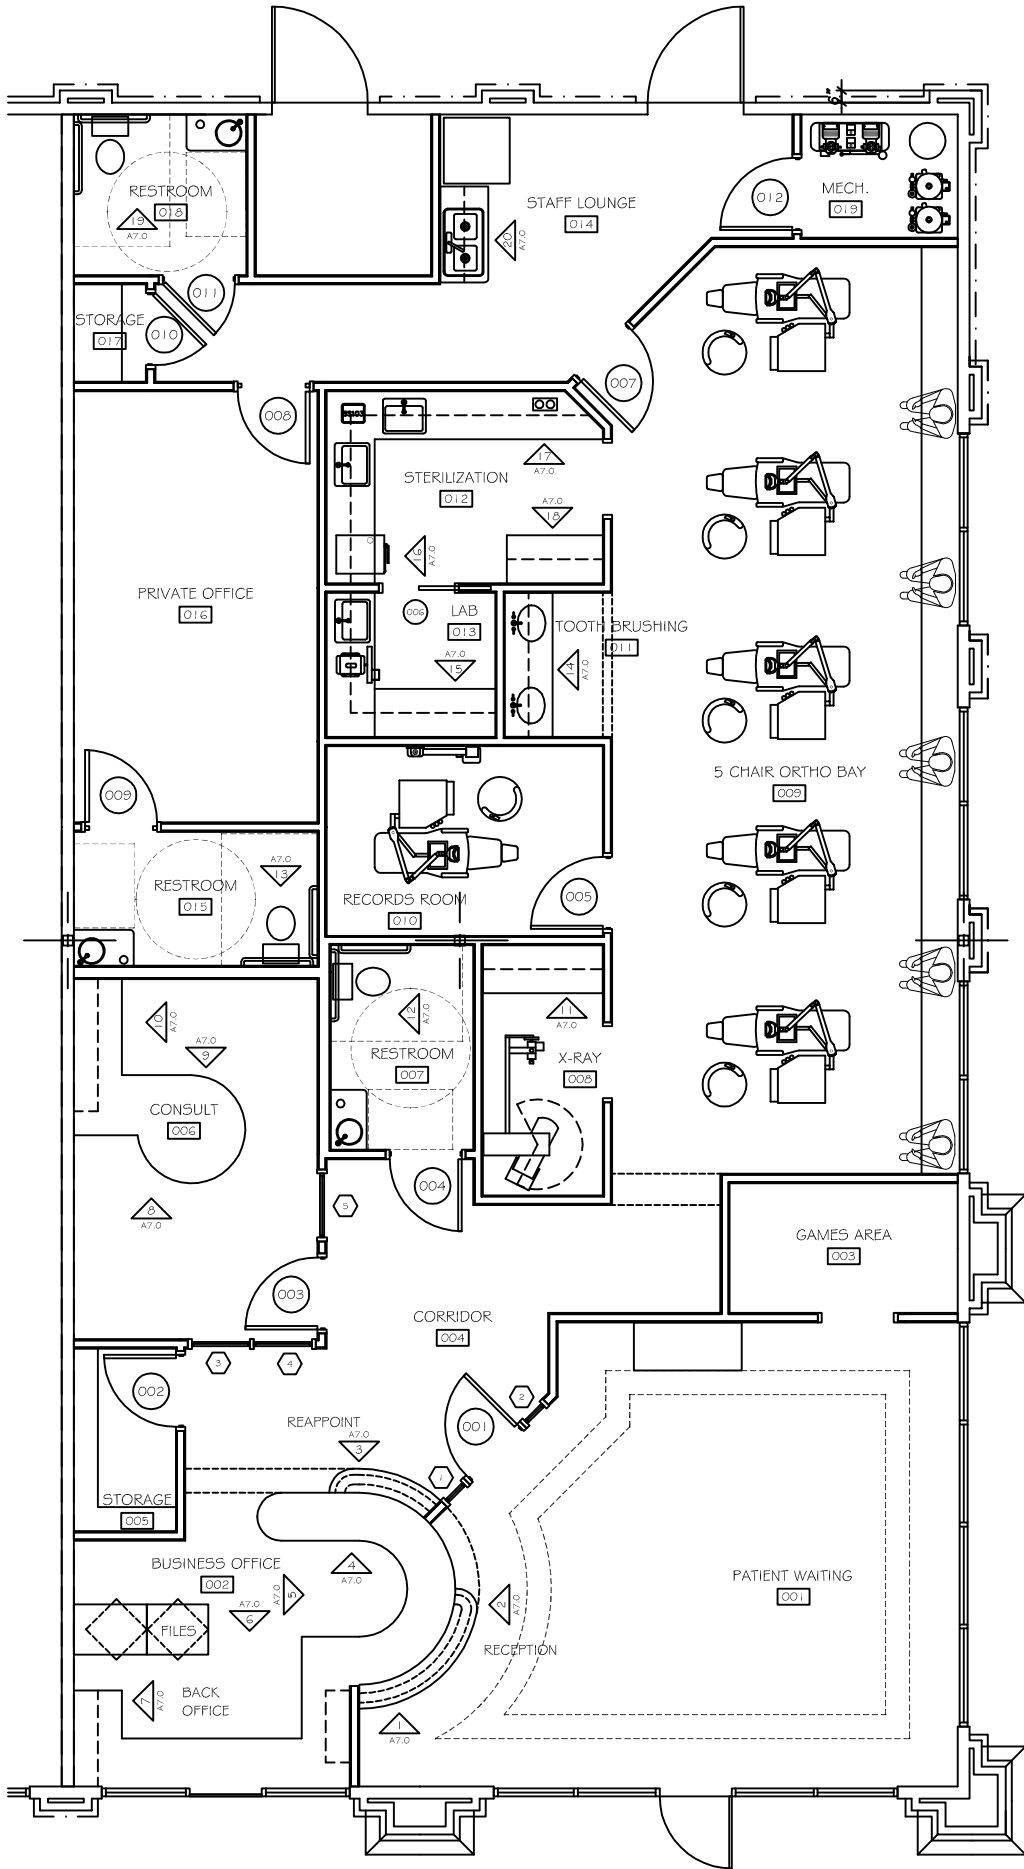 6"
RESTROOM
018
19
A7.0
STAFF LOUNGE
014
20
A7.0
012
MECH.
019
011
STORAGE
017
010
007
008
SS103
17
A7.0
STERILIZATION
012
A7.0
18
16
A7.0
PRIVATE OFFICE
016
006
LAB
013
A7.0
15
TOOTH BRUSHING
011
14
A7.0
5 CHAIR ORTHO BAY
009
009
A7.0
13
RESTROOM
015
RECORDS ROOM
010
005
10
A7.0
A7.0
9
12
A7.0
11
A7.0
RESTROOM
007
X-RAY
008
CONSULT
006
004
8
A7.0
5
GAMES AREA
003
003
CORRIDOR
004
3
4
002
2
001
REAPPOINT
A7.0
3
1
STORAGE
005
BUSINESS OFFICE
002
4
A7.0
A7.0
5
A7.0
6
2
A7.0
PATIENT WAITING
001
FILES
RECEPTION
7
A7.0
BACK
OFFICE
1
A7.0